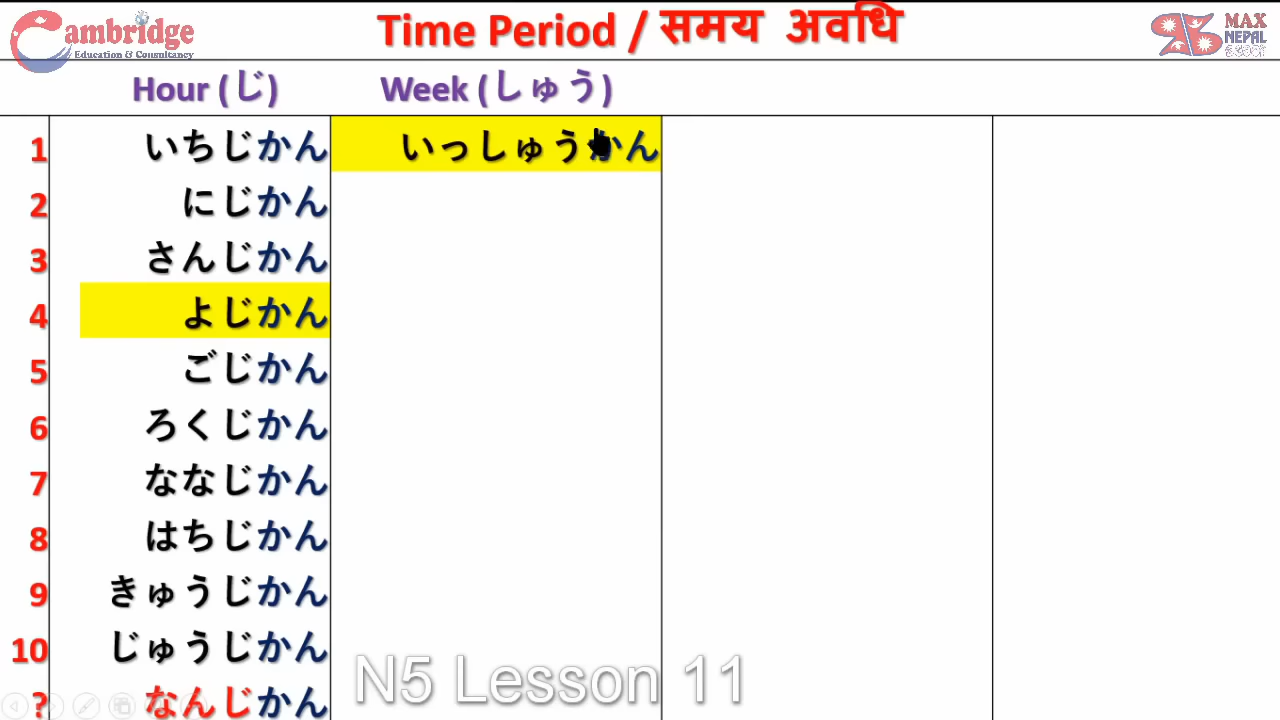 Cambridge
Education & Consultancy
Time Period / समय अवधि
MAX
NEPAL
Hour (じ) Week (しゅう)
1 いちじかん いっしゅうかん
2 にじかん
3 さんじかん
4 よじかん
5 ごじかん
6 ろくじかん
7 ななじかん
8 はちじかん
9 きゅうじかん
10 じゅうじかん
? なんじかん
N5 Lesson 11